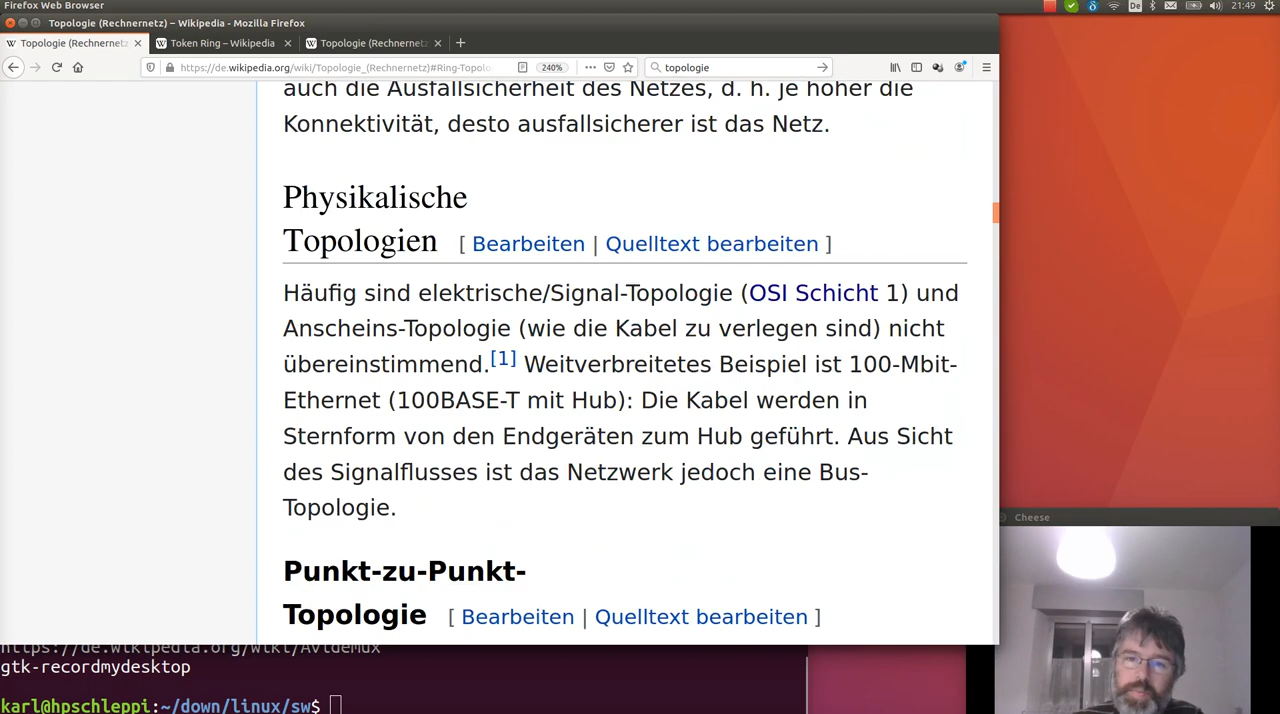 Firefox Web Browser
De
21:49
Topologie (Rechnernetz) – Wikipedia - Mozilla Firefox
Topologie (Rechnernetz
Token Ring – Wikipedia
Topologie (Rechnernetz
https://de.wikipedia.org/wiki/Topologie_(Rechnernetz)#Ring-Topolo
240%
topologie
auch die Ausfallsicherheit des Netzes, d. h. je höher die
Konnektivität, desto ausfallsicherer ist das Netz.
Physikalische
Topologien [ Bearbeiten | Quelltext bearbeiten ]
Häufig sind elektrische/Signal-Topologie (OSI Schicht 1) und
Anscheins-Topologie (wie die Kabel zu verlegen sind) nicht
übereinstimmend.[1] Weitverbreitetes Beispiel ist 100-Mbit-
Ethernet (100BASE-T mit Hub): Die Kabel werden in
Sternform von den Endgeräten zum Hub geführt. Aus Sicht
des Signalflusses ist das Netzwerk jedoch eine Bus-
Topologie.
Punkt-zu-Punkt-
Topologie [ Bearbeiten | Quelltext bearbeiten ]
Cheese
https://de.wikipedia.org/wiki/Avidemux
gtk-recordmydesktop
karl@hpschleppi:~/down/linux/sw$